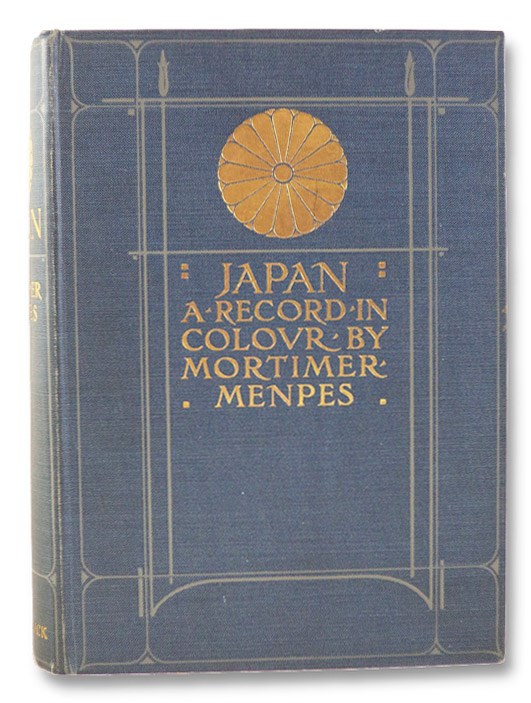 JAPAN
A·RECORD·IN
COLOVR·BY
MORTIMER·
MENPES